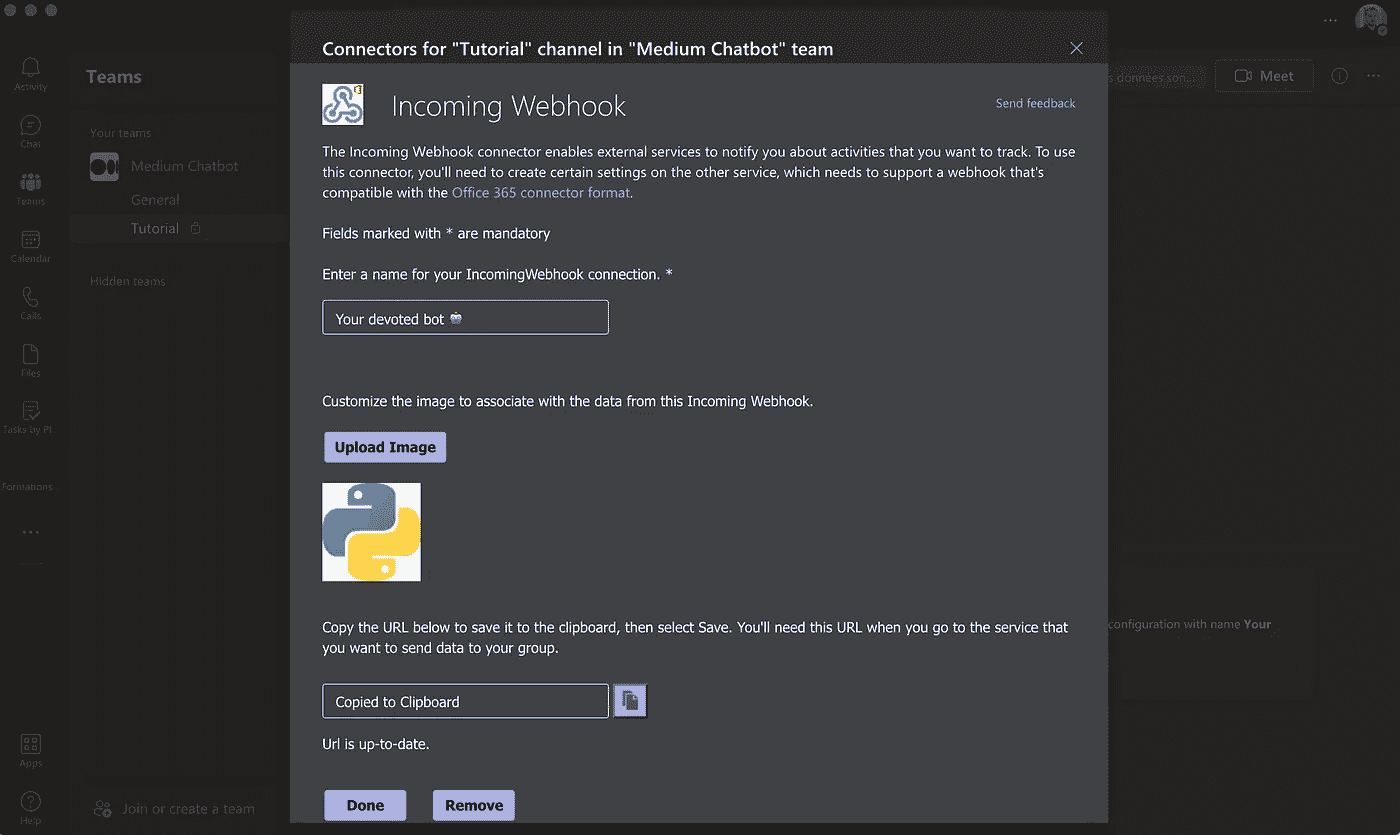 Connectors for "Tutorial" channel in "Medium Chatbot" team
Incoming Webhook
Send feedback
The Incoming Webhook connector enables external services to notify you about activities that you want to track. To use
this connector, you'll need to create certain settings on the other service, which needs to support a webhook that's
compatible with the Office 365 connector format.
Fields marked with * are mandatory
Enter a name for your IncomingWebhook connection. *
Your devoted bot 🤖
Customize the image to associate with the data from this Incoming Webhook.
Upload Image
Copy the URL below to save it to the clipboard, then select Save. You'll need this URL when you go to the service that
you want to send data to your group.
Copied to Clipboard
Url is up-to-date.
Done
Remove
Activity
Chat
Teams
Calendar
Calls
Files
Tasks by Pl...
Formations...
Apps
Help
Teams
Your teams
Medium Chatbot
General
Tutorial
Hidden teams
Join or create a team
s données son...
Meet
configuration with name Your